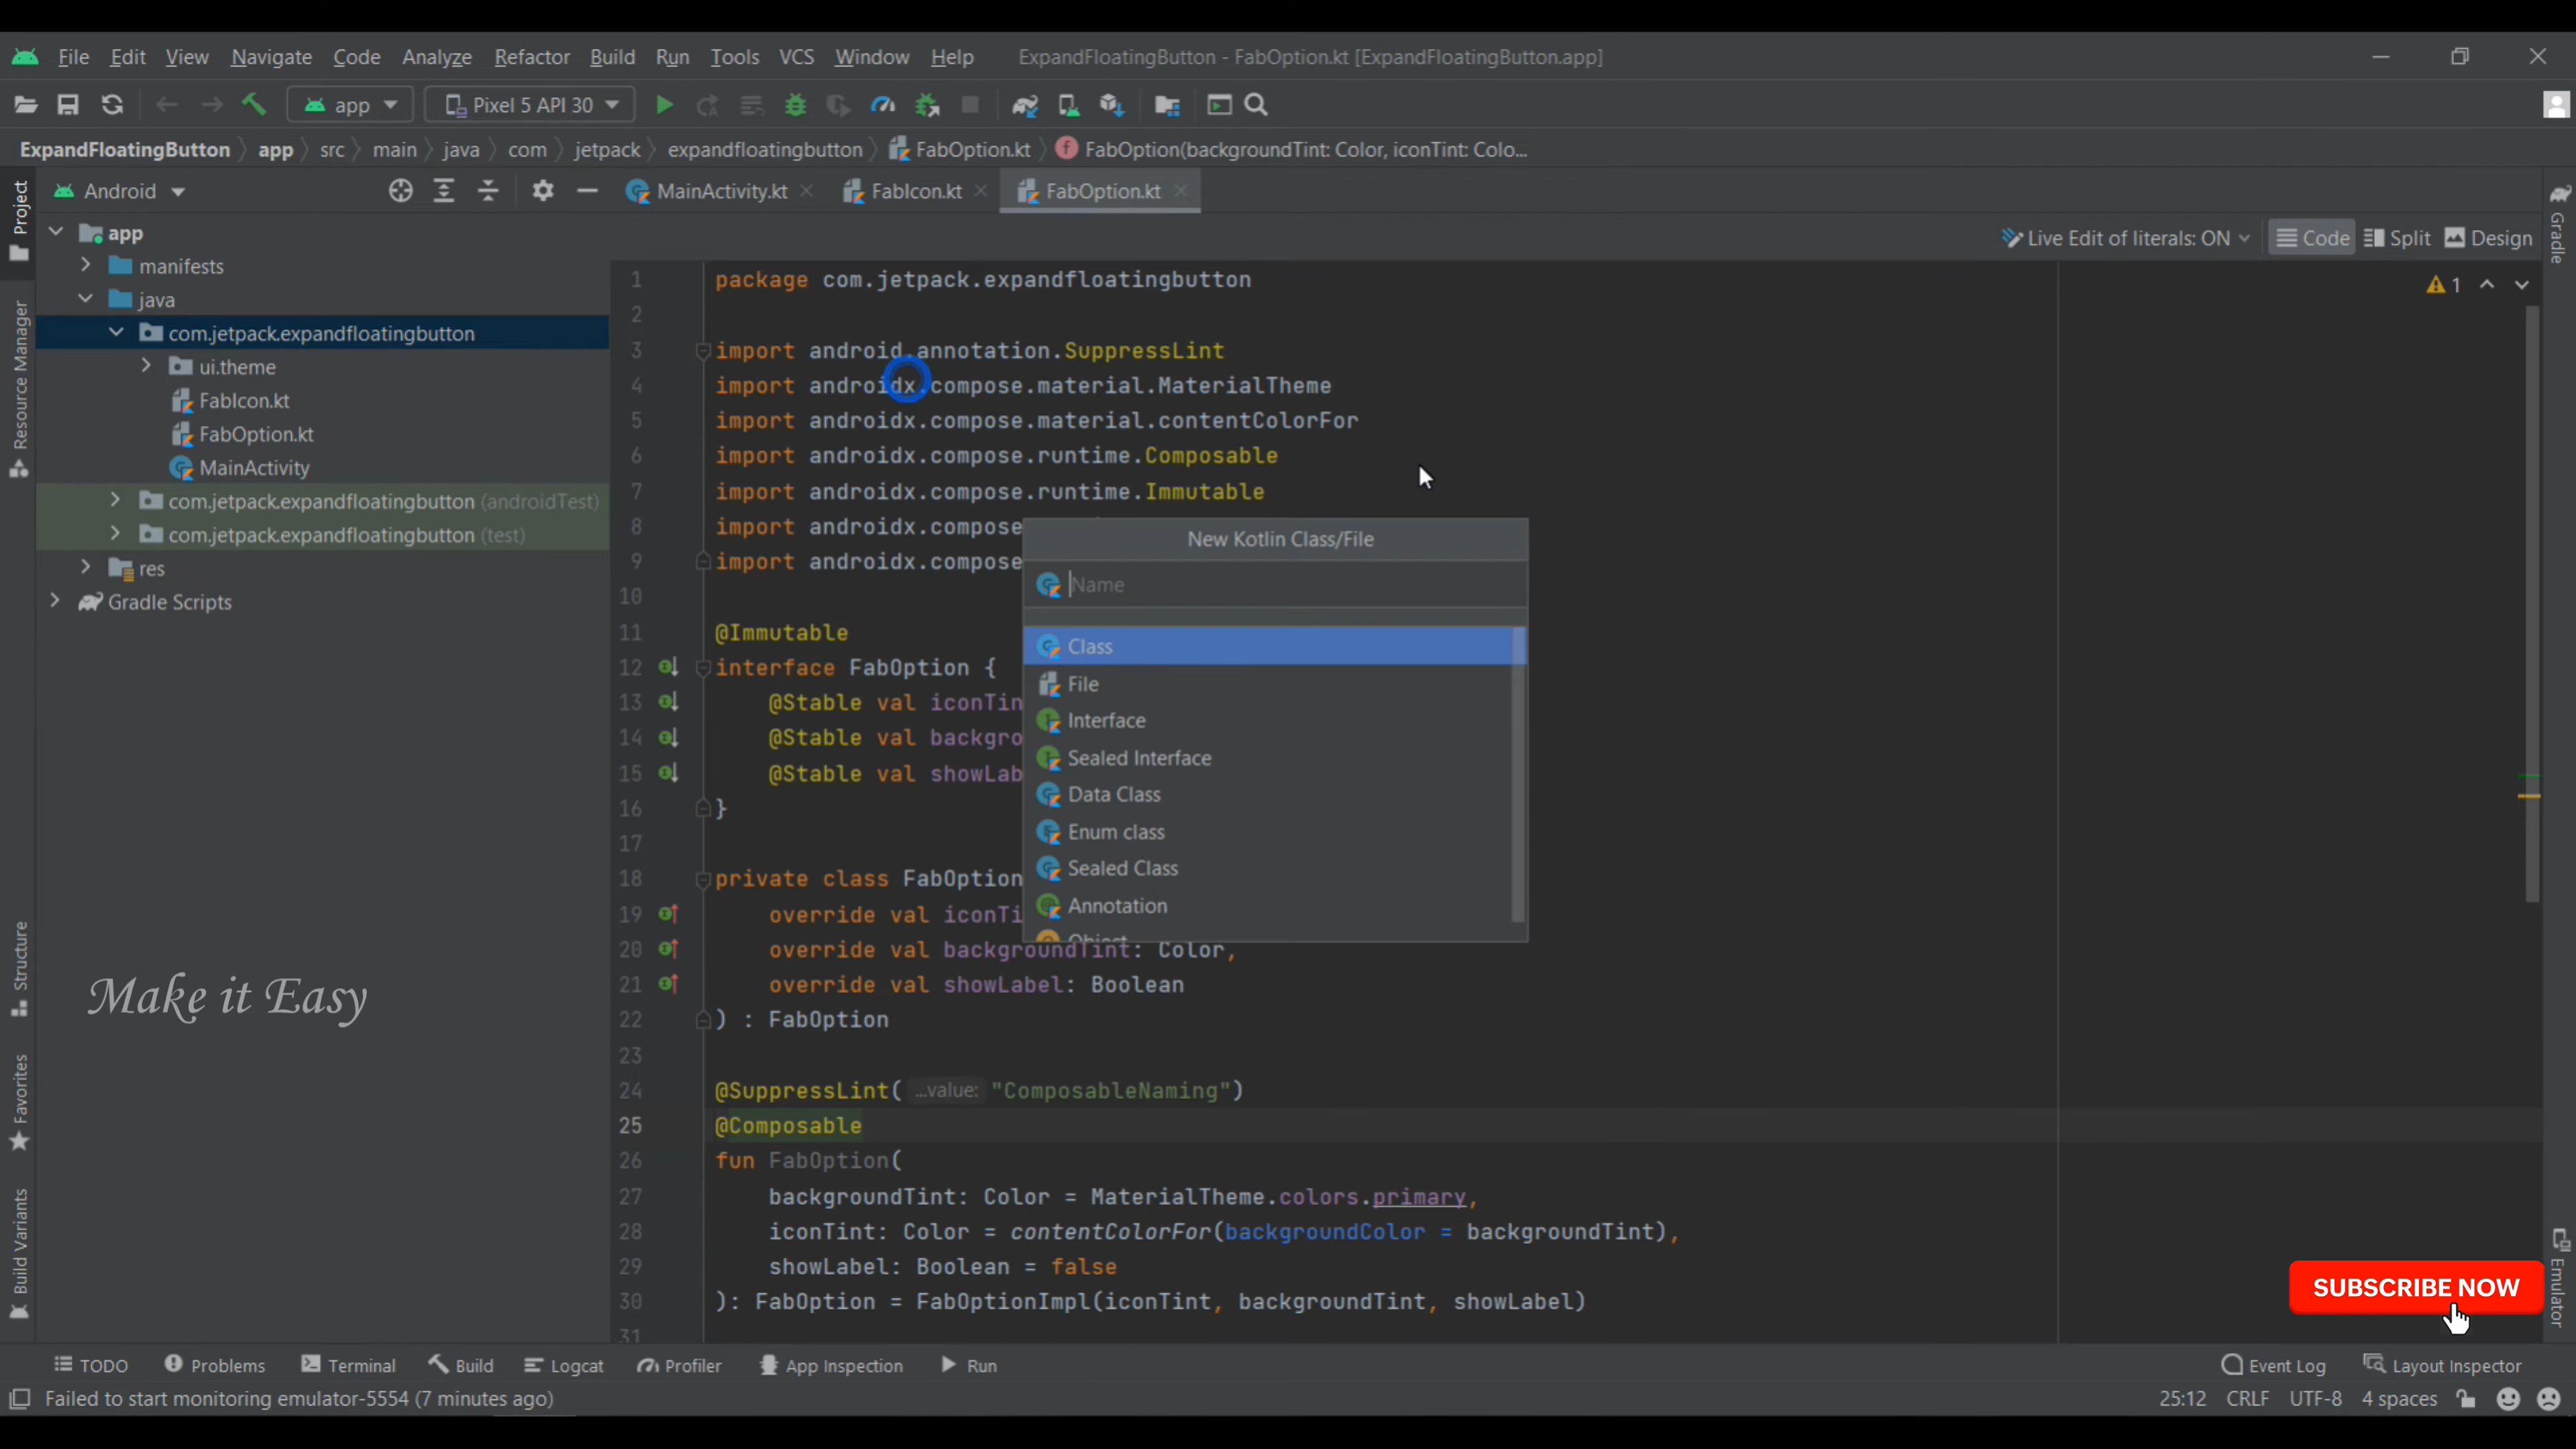 File Edit View Navigate Code Analyze Refactor Build Run Tools VCS Window Help ExpandFloatingButton - FabOption.kt [ExpandFloatingButton.app]
app Pixel 5 API 30
ExpandFloatingButton app src main java com jetpack expandfloatingbutton FabOption.kt FabOption(backgroundTint: Color, iconTint: Colo...
Android MainActivity.kt FabIcon.kt FabOption.kt
Live Edit of literals: ON Code Split Design
Project
Resource Manager
Structure
Favorites
Build Variants
app
manifests
java
com.jetpack.expandfloatingbutton
ui.theme
FabIcon.kt
FabOption.kt
MainActivity
com.jetpack.expandfloatingbutton (androidTest)
com.jetpack.expandfloatingbutton (test)
res
Gradle Scripts
Make it Easy
1 package com.jetpack.expandfloatingbutton
2
3 import android.annotation.SuppressLint
4 import androidx.compose.material.MaterialTheme
5 import androidx.compose.material.contentColorFor
6 import androidx.compose.runtime.Composable
7 import androidx.compose.runtime.Immutable
8 import androidx.compose
9 import androidx.compose
10
11 @Immutable
12 interface FabOption {
13 @Stable val iconTin
14 @Stable val backgro
15 @Stable val showLab
16 }
17
18 private class FabOption
19 override val iconTi
20 override val backgroundTint: Color,
21 override val showLabel: Boolean
22 ) : FabOption
23
24 @SuppressLint( ...value: "ComposableNaming")
25 @Composable
26 fun FabOption(
27 backgroundTint: Color = MaterialTheme.colors.primary,
28 iconTint: Color = contentColorFor(backgroundColor = backgroundTint),
29 showLabel: Boolean = false
30 ): FabOption = FabOptionImpl(iconTint, backgroundTint, showLabel)
31
New Kotlin Class/File
Name
Class
File
Interface
Sealed Interface
Data Class
Enum class
Sealed Class
Annotation
Object
1
Gradle
Emulator
SUBSCRIBE NOW
TODO Problems Terminal Build Logcat Profiler App Inspection Run Event Log Layout Inspector
Failed to start monitoring emulator-5554 (7 minutes ago) 25:12 CRLF UTF-8 4 spaces